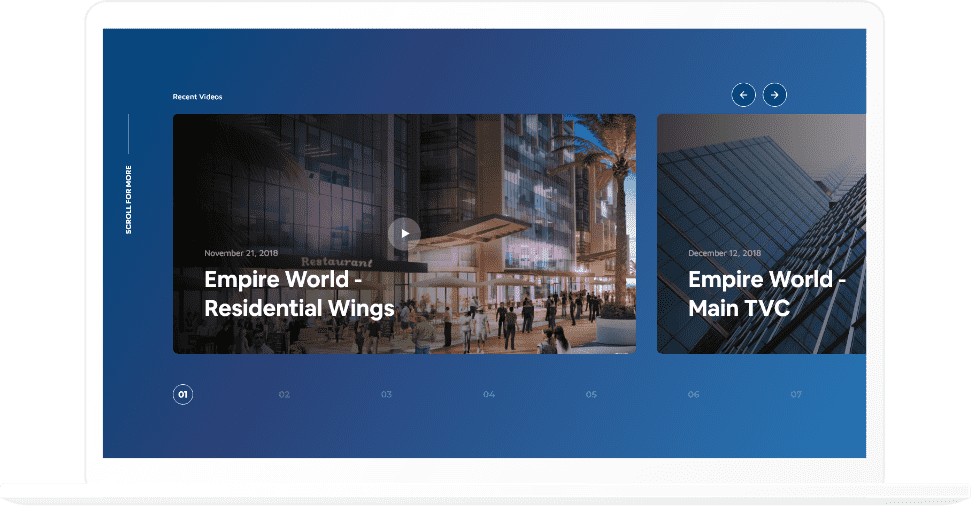 Recent Videos
SCROLL FOR MORE
November 21, 2018
Restaurant
Empire World -
Residential Wings
December 12, 2018
Empire World -
Main TVC
01
02
03
04
05
06
07